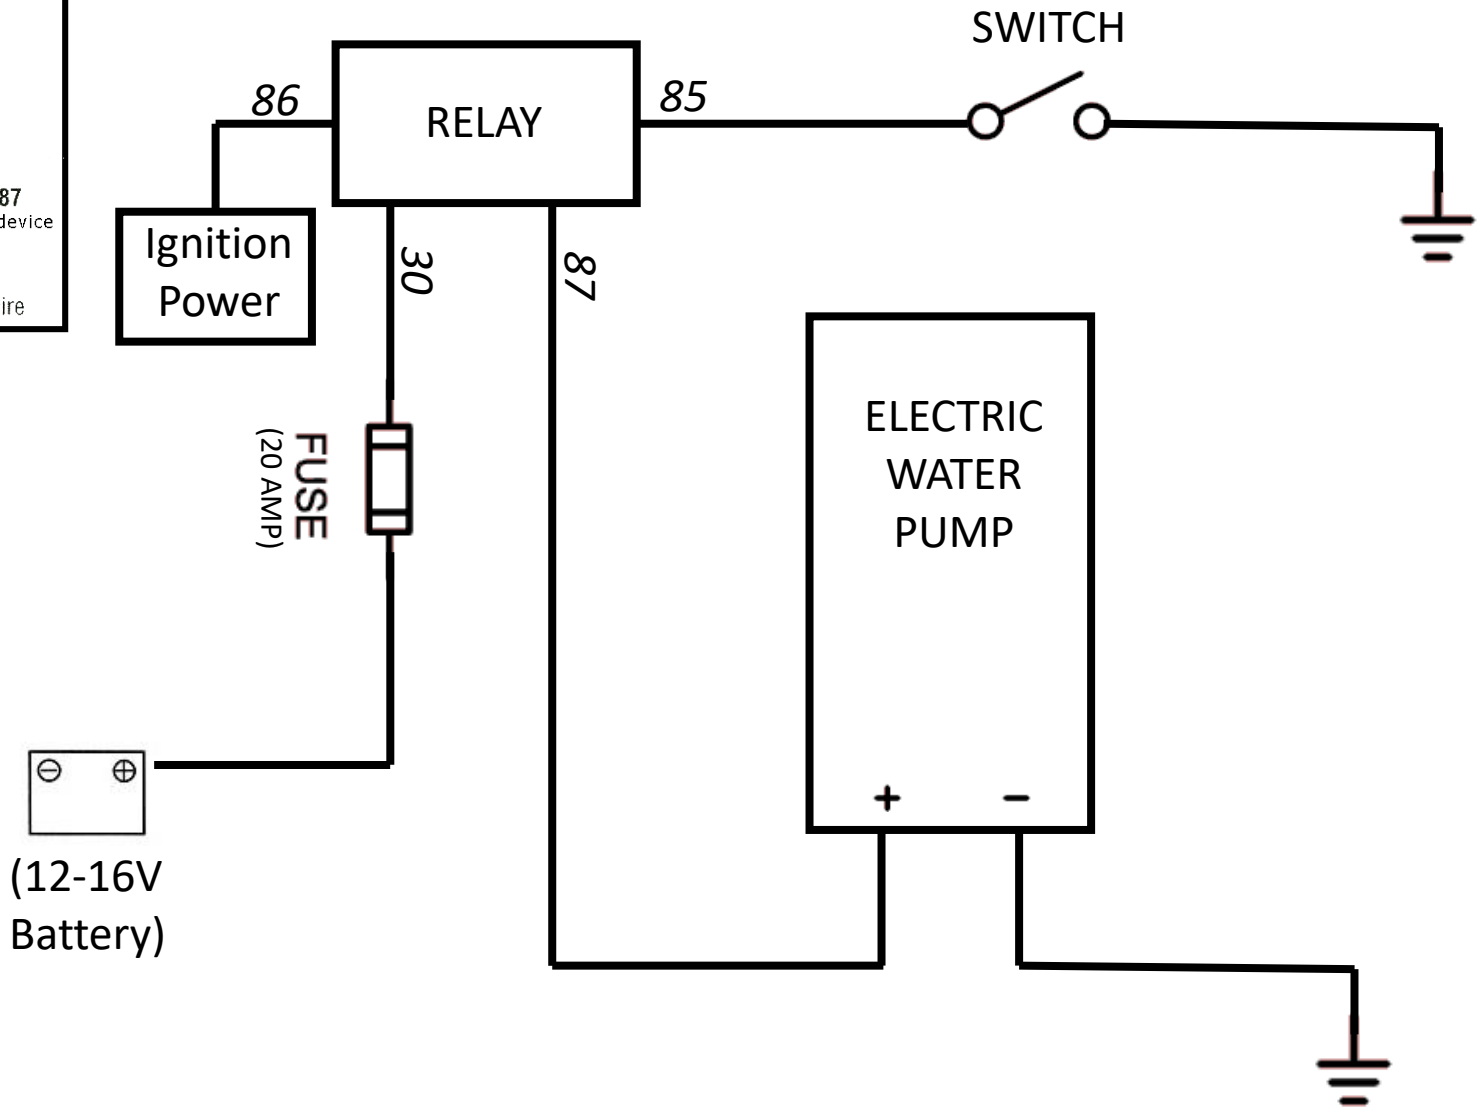 SWITCH
86
RELAY
85
87
device
Ignition
Power
30
87
ire
ELECTRIC
WATER
PUMP
FUSE
(20 AMP)
+ −
− +
(12-16V
Battery)